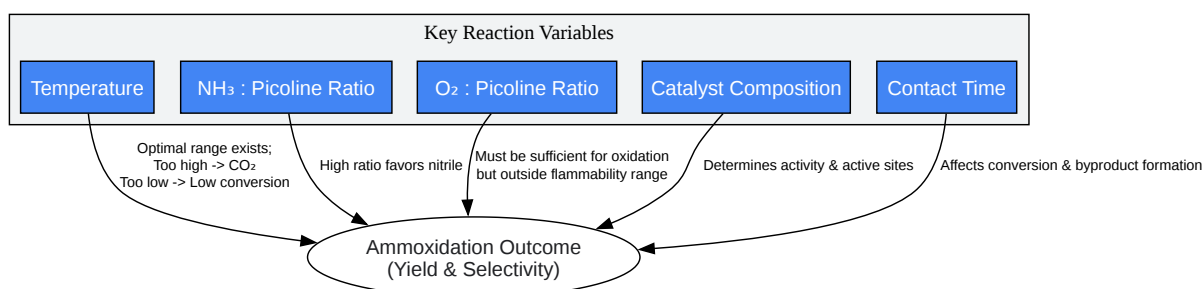 Key Reaction Variables
Temperature
NH₃ : Picoline Ratio
O₂ : Picoline Ratio
Catalyst Composition
Contact Time
Optimal range exists;
Too high -> CO₂
Too low -> Low conversion
High ratio favors nitrile
Must be sufficient for oxidation
but outside flammability range
Determines activity & active sites
Affects conversion & byproduct formation
Ammoxidation Outcome
(Yield & Selectivity)